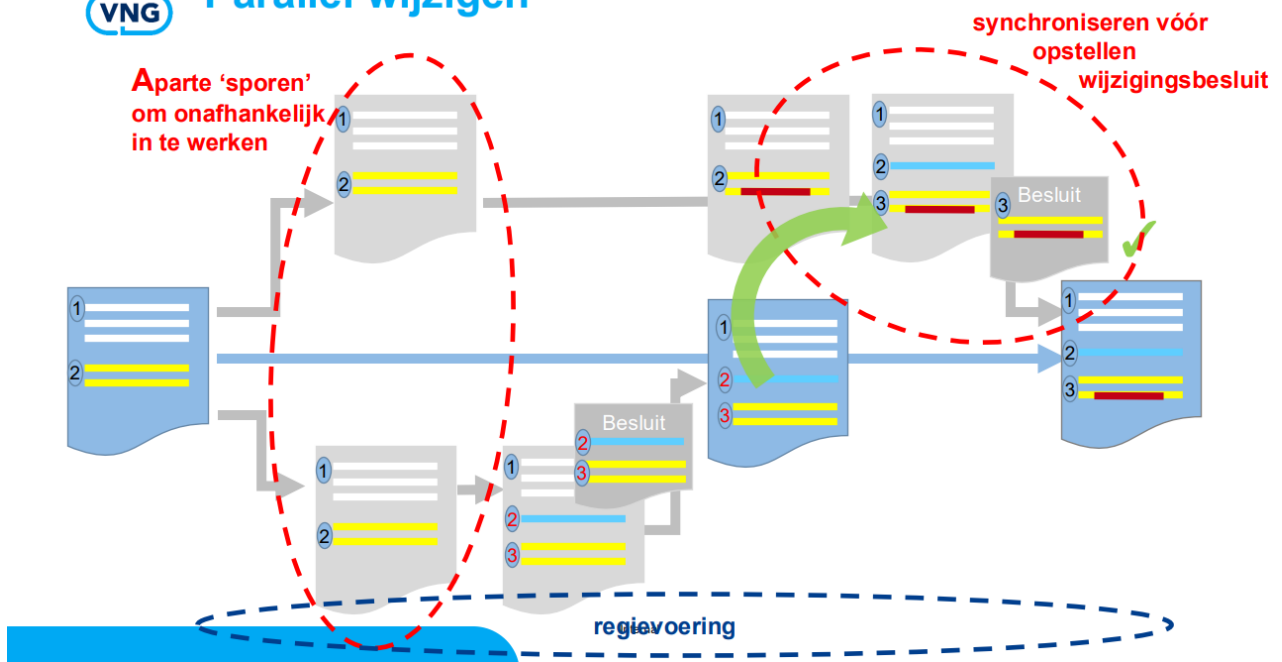 VNG
Parallel wijzigen
synchroniseren vóór
opstellen
wijzigingsbesluit
Aparte ‘sporen’
om onafhankelijk
in te werken
1
2
1
2
1
2
3
3
Besluit
1
2
1
2
3
1
2
3
1
2
1
2
3
Besluit
2
3
regievoering